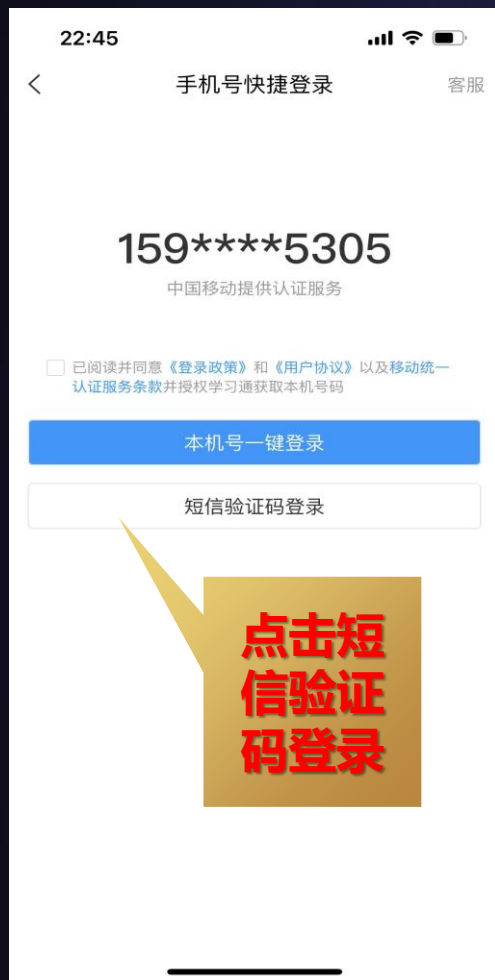 22:45
手机号快捷登录
客服
159****5305
中国移动提供认证服务
已阅读并同意《登录政策》和《用户协议》以及移动统一
认证服务条款并授权学习通获取本机号码
本机号一键登录
短信验证码登录
点击短
信验证
码登录